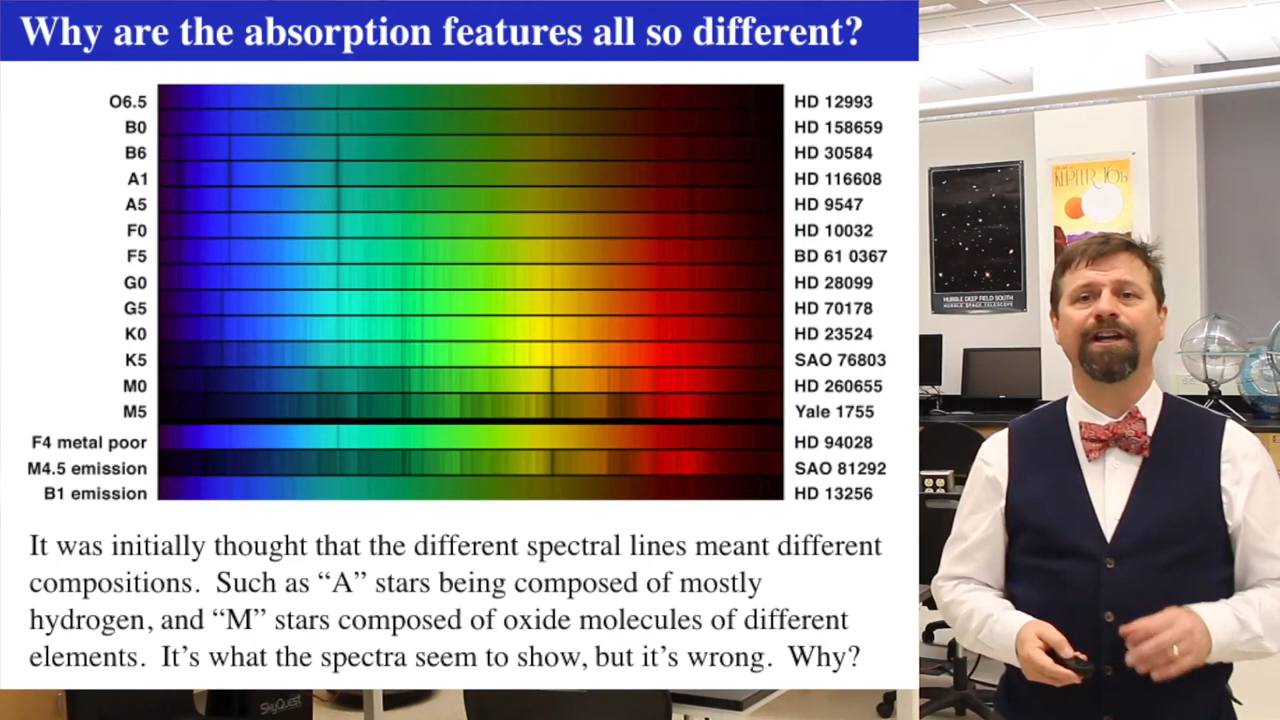 Why are the absorption features all so different?
O6.5 HD 12993
B0 HD 158659
B6 HD 30584
A1 HD 116608
A5 HD 9547
F0 HD 10032
F5 BD 61 0367
G0 HD 28099
G5 HD 70178
K0 HD 23524
K5 SAO 76803
M0 HD 260655
M5 Yale 1755
F4 metal poor HD 94028
M4.5 emission SAO 81292
B1 emission HD 13256
It was initially thought that the different spectral lines meant different
compositions. Such as “A” stars being composed of mostly
hydrogen, and “M” stars composed of oxide molecules of different
elements. It’s what the spectra seem to show, but it’s wrong. Why?
KEPLER 16b
HUBBLE DEEP FIELD SOUTH
HUBBLE SPACE TELESCOPE
SkyQuest